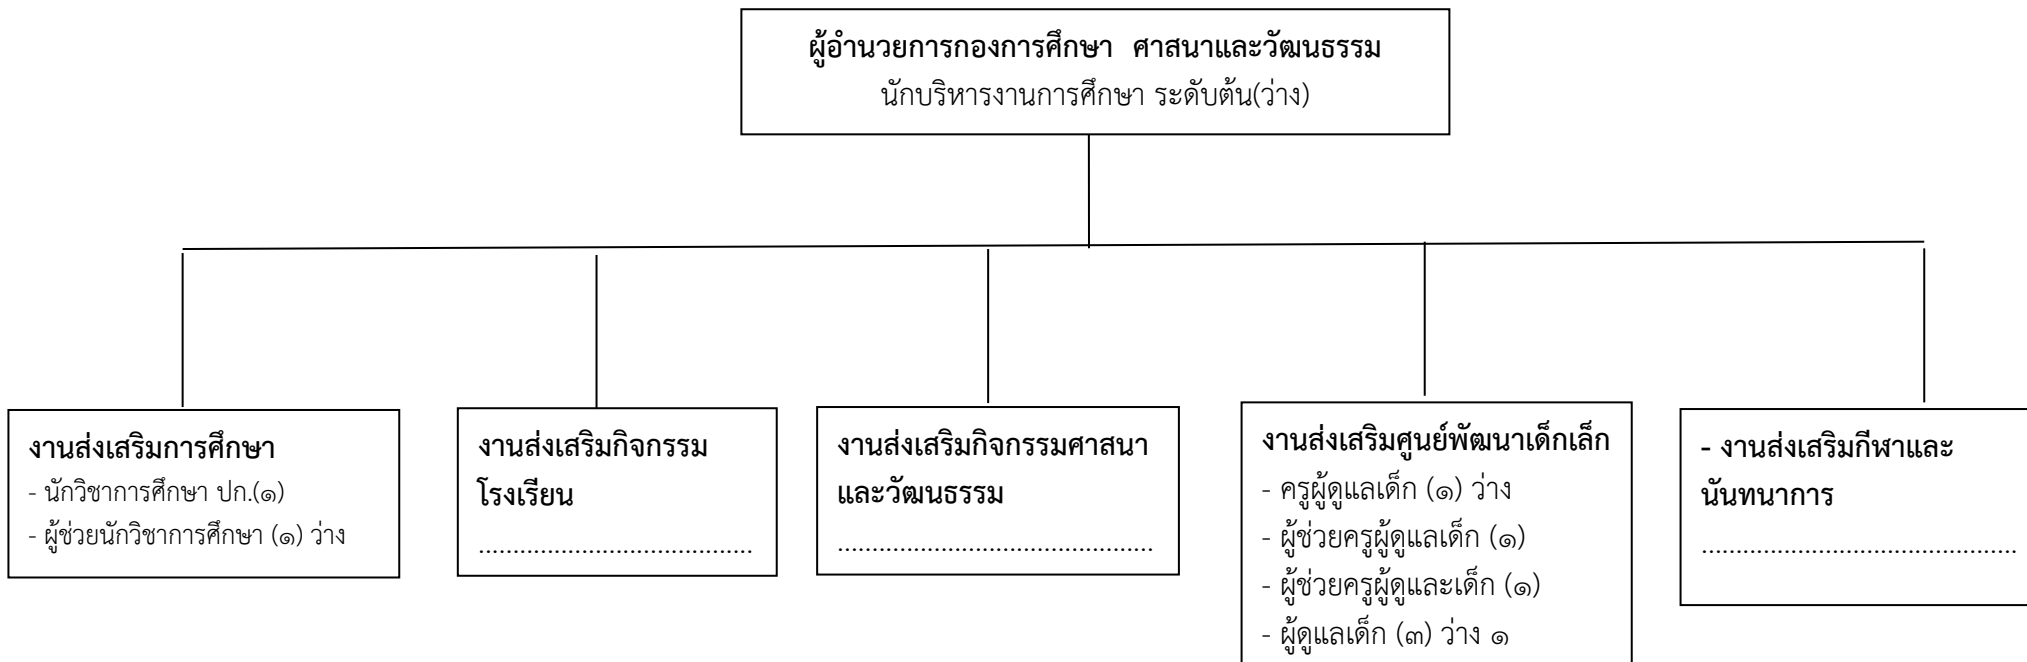 ผู้อำนวยการกองการศึกษา ศาสนาและวัฒนธรรม
นักบริหารงานการศึกษา ระดับต้น(ว่าง)
งานส่งเสริมการศึกษา
- นักวิชาการศึกษา ปก.(๑)
- ผู้ช่วยนักวิชาการศึกษา (๑) ว่าง
งานส่งเสริมกิจกรรม
โรงเรียน
........................................
งานส่งเสริมกิจกรรมศาสนา
และวัฒนธรรม
..............................................
งานส่งเสริมศูนย์พัฒนาเด็กเล็ก
- ครูผู้ดูแลเด็ก (๑) ว่าง
- ผู้ช่วยครูผู้ดูแลเด็ก (๑)
- ผู้ช่วยครูผู้ดูและเด็ก (๑)
- ผู้ดูแลเด็ก (๓) ว่าง ๑
- งานส่งเสริมกีฬาและ
นันทนาการ
..............................................